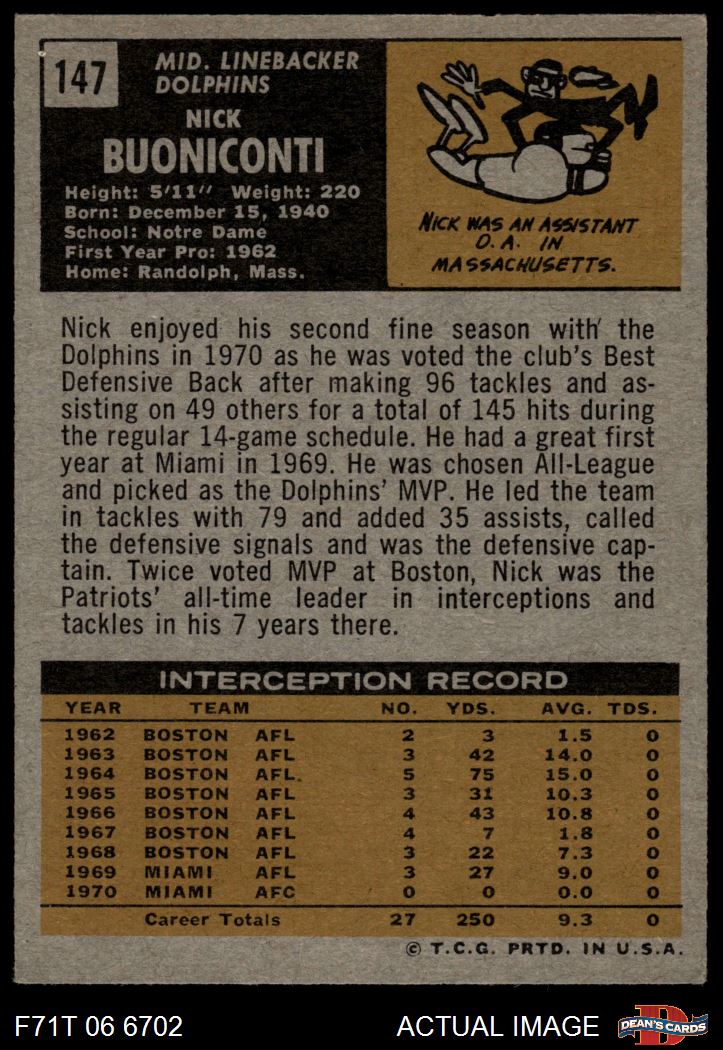 147
MID. LINEBACKER
DOLPHINS
NICK
BUONICONTI
Height: 5'11" Weight: 220
Born: December 15, 1940
School: Notre Dame
First Year Pro: 1962
Home: Randolph, Mass.
NICK WAS AN ASSISTANT
D.A. IN
MASSACHUSETTS.
Nick enjoyed his second fine season with the
Dolphins in 1970 as he was voted the club's Best
Defensive Back after making 96 tackles and as-
sisting on 49 others for a total of 145 hits during
the regular 14-game schedule. He had a great first
year at Miami in 1969. He was chosen All-League
and picked as the Dolphins' MVP. He led the team
in tackles with 79 and added 35 assists, called
the defensive signals and was the defensive cap-
tain. Twice voted MVP at Boston, Nick was the
Patriots' all-time leader in interceptions and
tackles in his 7 years there.
INTERCEPTION RECORD
YEAR TEAM NO. YDS. AVG. TDS.
1962 BOSTON AFL 2 3 1.5 0
1963 BOSTON AFL 3 42 14.0 0
1964 BOSTON AFL. 5 75 15.0 0
1965 BOSTON AFL 3 31 10.3 0
1966 BOSTON AFL 4 43 10.8 0
1967 BOSTON AFL 4 7 1.8 0
1968 BOSTON AFL 3 22 7.3 0
1969 MIAMI AFL 3 27 9.0 0
1970 MIAMI AFC 0 0 0.0 0
Career Totals 27 250 9.3 0
© T.C.G. PRTD. IN U.S.A.
F71T 06 6702 ACTUAL IMAGE D DEAN'S CARDS